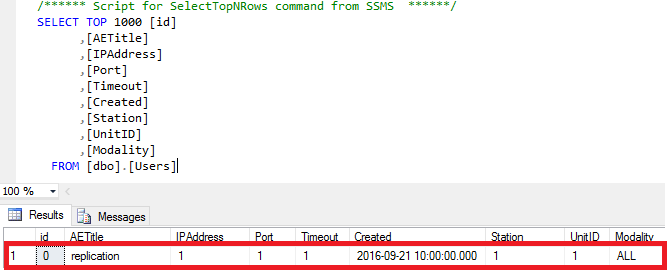 /****** Script for SelectTopNRows command from SSMS ******/
SELECT TOP 1000 [id]
,[AETitle]
,[IPAddress]
,[Port]
,[Timeout]
,[Created]
,[Station]
,[UnitID]
,[Modality]
FROM [dbo].[Users]
100 %
Results Messages
id AETitle IPAddress Port Timeout Created Station UnitID Modality
1 0 replication 1 1 1 2016-09-21 10:00:00.000 1 1 ALL